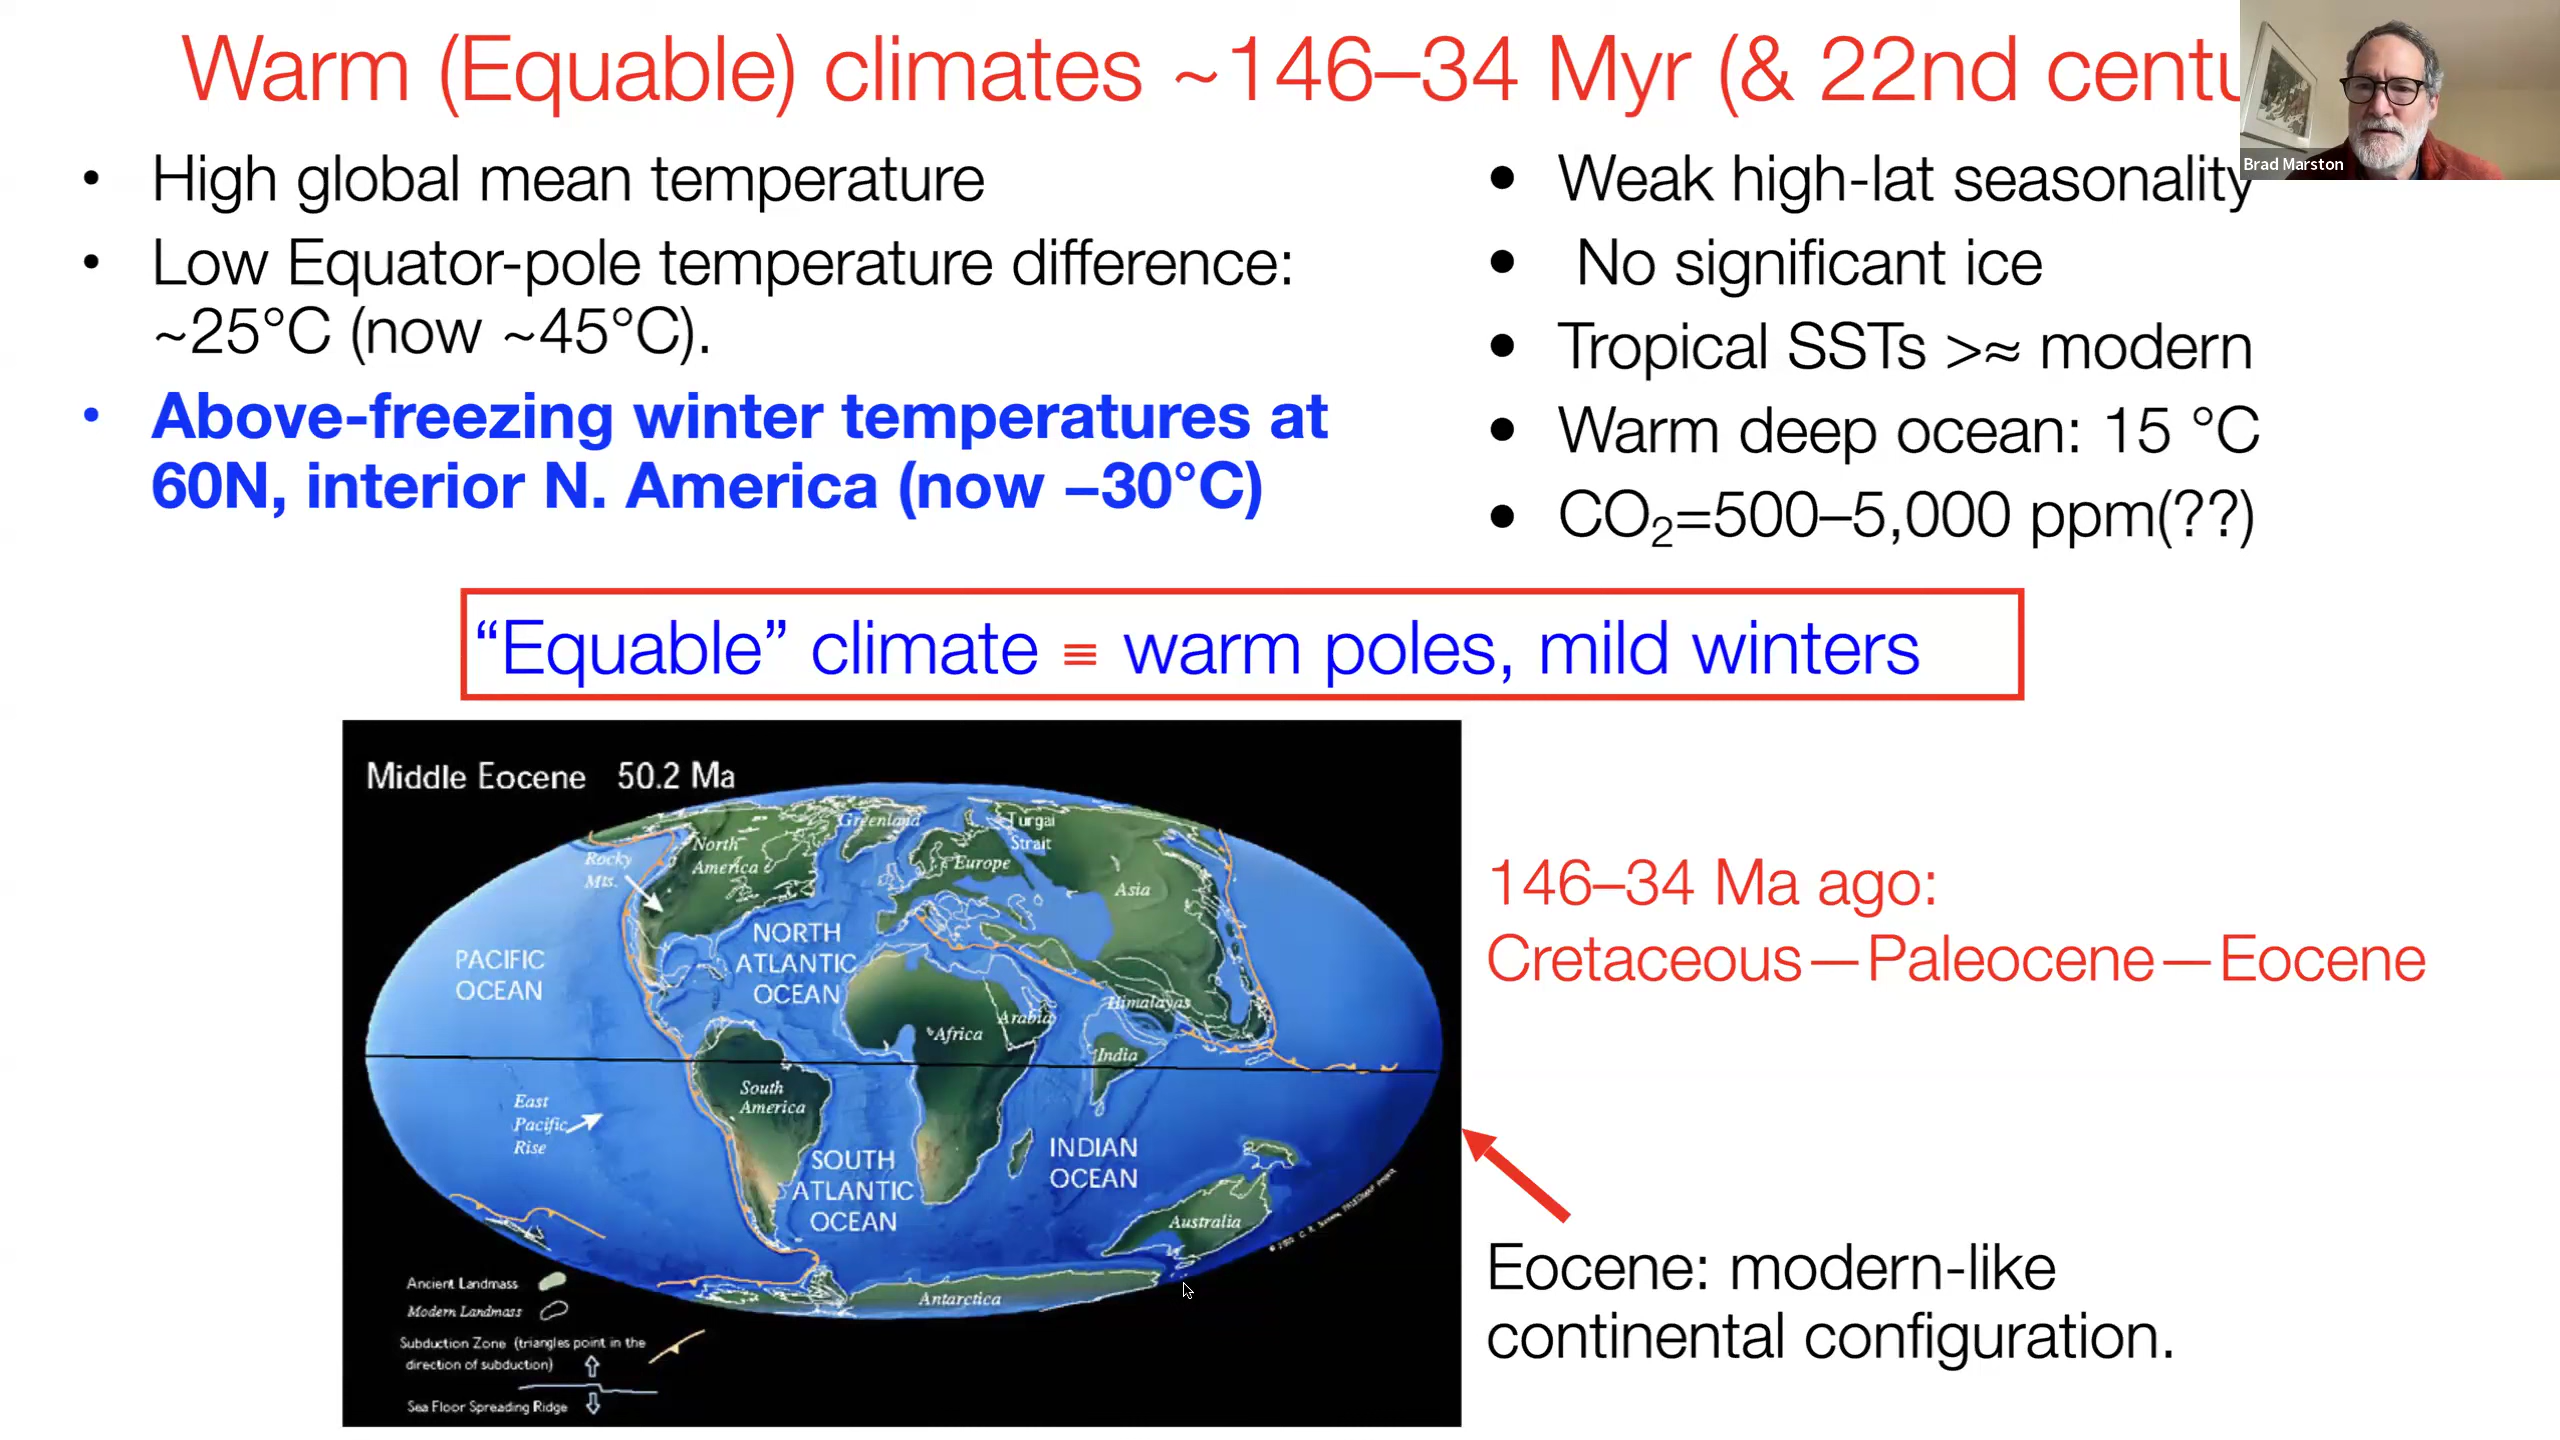 Warm (Equable) climates ~146–34 Myr (& 22nd centu
Brad Marston
• High global mean temperature
• Low Equator-pole temperature difference:
~25°C (now ~45°C).
• Above-freezing winter temperatures at
60N, interior N. America (now –30°C)
• Weak high-lat seasonality
• No significant ice
• Tropical SSTs >≈ modern
• Warm deep ocean: 15 °C
• CO₂=500–5,000 ppm(??)
“Equable” climate ≡ warm poles, mild winters
Middle Eocene 50.2 Ma
Greenland
Turgai
Strait
North
America
Rocky
Mts.
Europe
Asia
NORTH
ATLANTIC
OCEAN
PACIFIC
OCEAN
Himalayas
Arabia
Africa
India
South
America
East
Pacific
Rise
INDIAN
OCEAN
SOUTH
ATLANTIC
OCEAN
Australia
Antarctica
Ancient Landmass
Modern Landmass
Subduction Zone (triangles point in the
direction of subduction)
Sea Floor Spreading Ridge
146–34 Ma ago:
Cretaceous—Paleocene—Eocene
Eocene: modern-like
continental configuration.